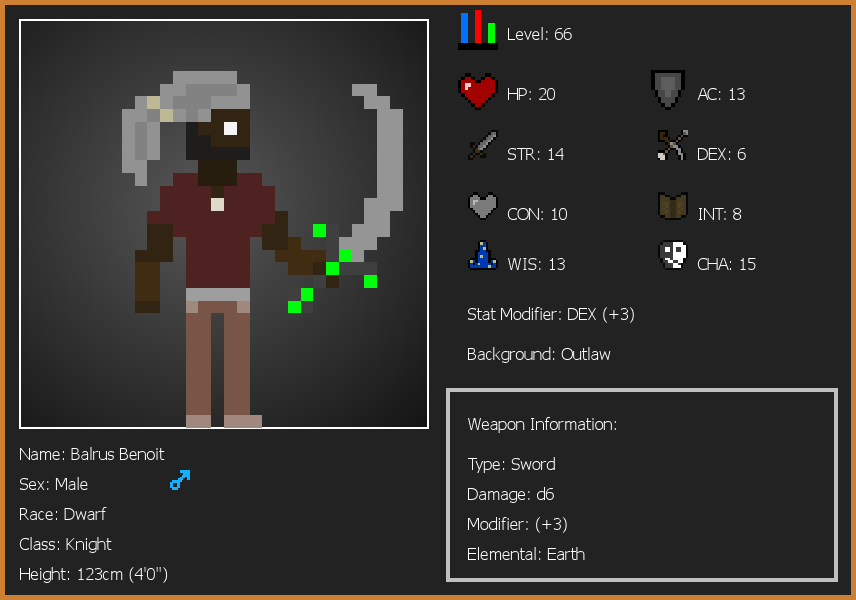 Level: 66
HP: 20
AC: 13
STR: 14
DEX: 6
CON: 10
INT: 8
WIS: 13
CHA: 15
Stat Modifier: DEX (+3)
Background: Outlaw
Weapon Information:
Type: Sword
Damage: d6
Modifier: (+3)
Elemental: Earth
Name: Balrus Benoit
Sex: Male
Race: Dwarf
Class: Knight
Height: 123cm (4'0")